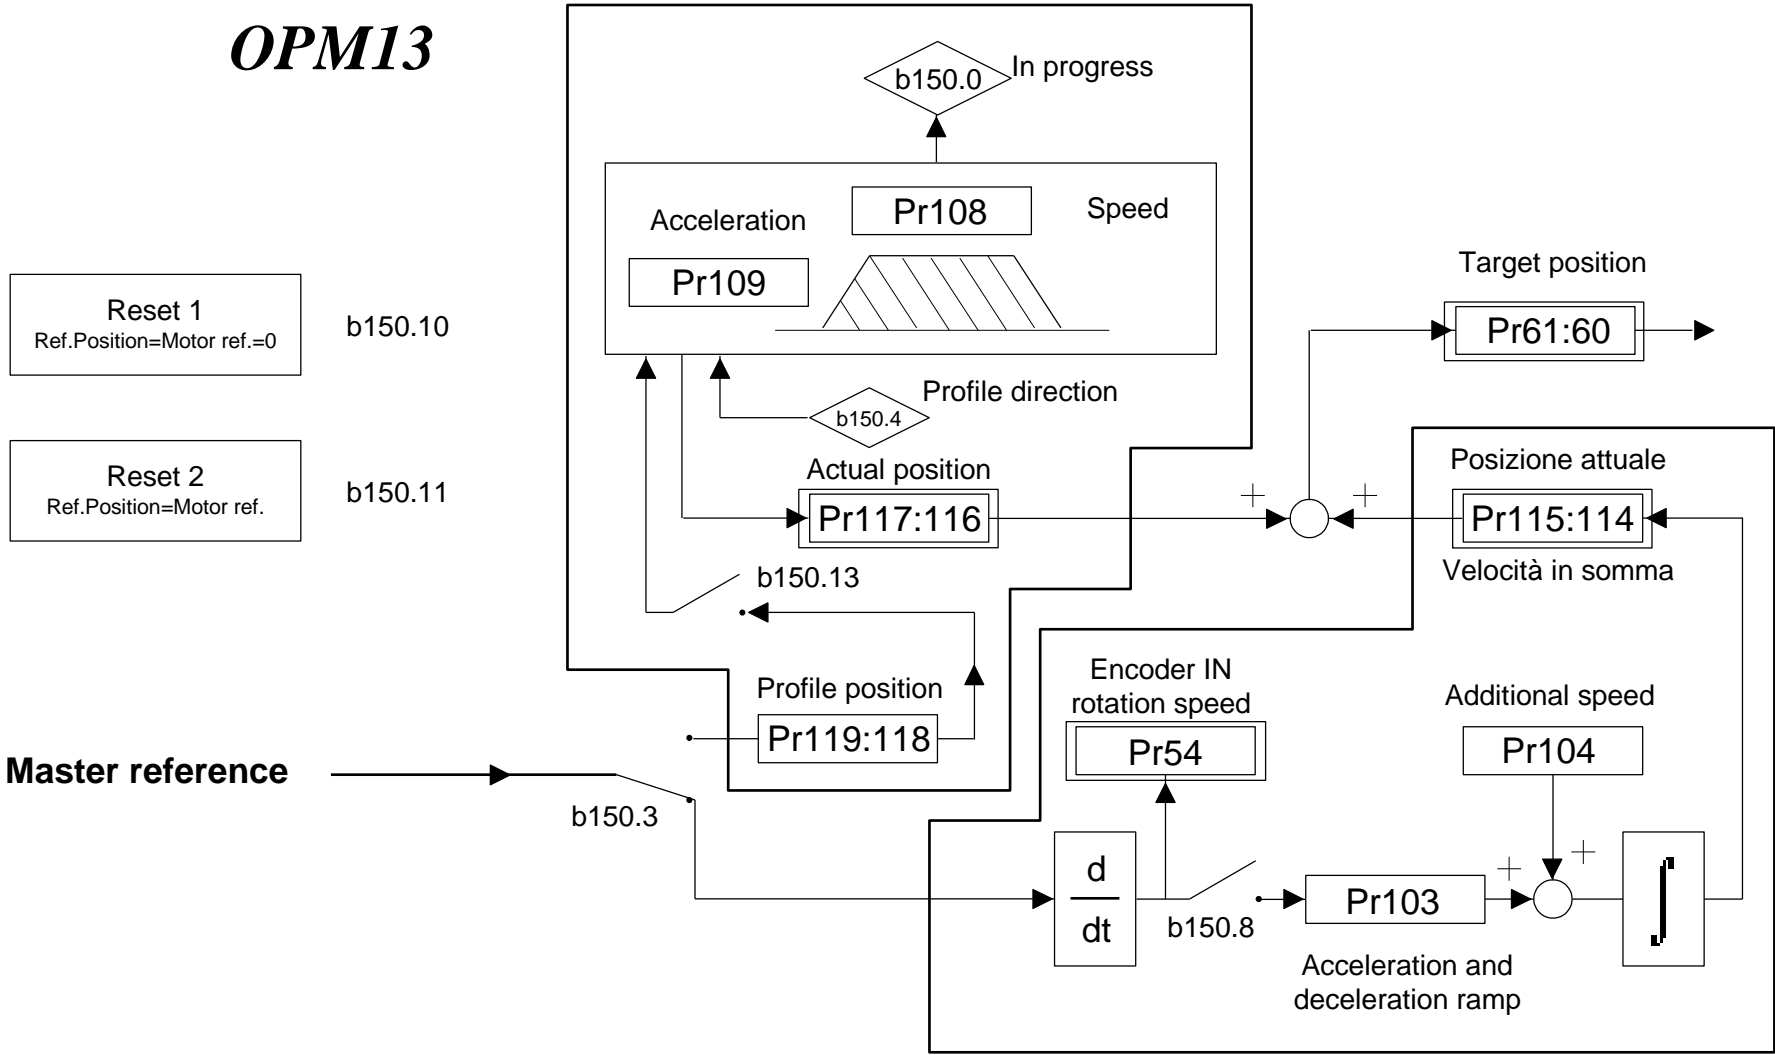 OPM13
b150.0
In progress
Acceleration
Pr108
Speed
Pr109
Reset 1
Ref.Position=Motor ref.=0
b150.10
Target position
Pr61:60
Profile direction
b150.4
Reset 2
Ref.Position=Motor ref.
b150.11
Actual position
Pr117:116
+
+
Posizione attuale
Pr115:114
Velocità in somma
b150.13
Profile position
Pr119:118
Encoder IN
rotation speed
Pr54
Additional speed
Pr104
Master reference
b150.3
d
dt
b150.8
Pr103
+
+
∫
Acceleration and
deceleration ramp